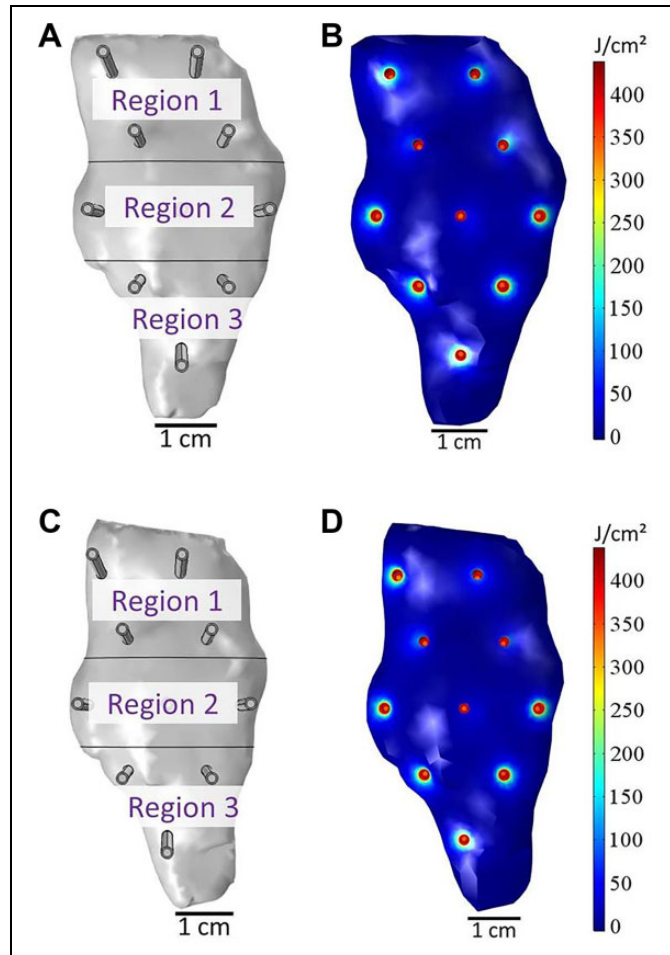 A
Region 1
Region 2
Region 3
1 cm
B
J/cm²
400
350
300
250
200
150
100
50
0
1 cm
C
Region 1
Region 2
Region 3
1 cm
D
J/cm²
400
350
300
250
200
150
100
50
0
1 cm